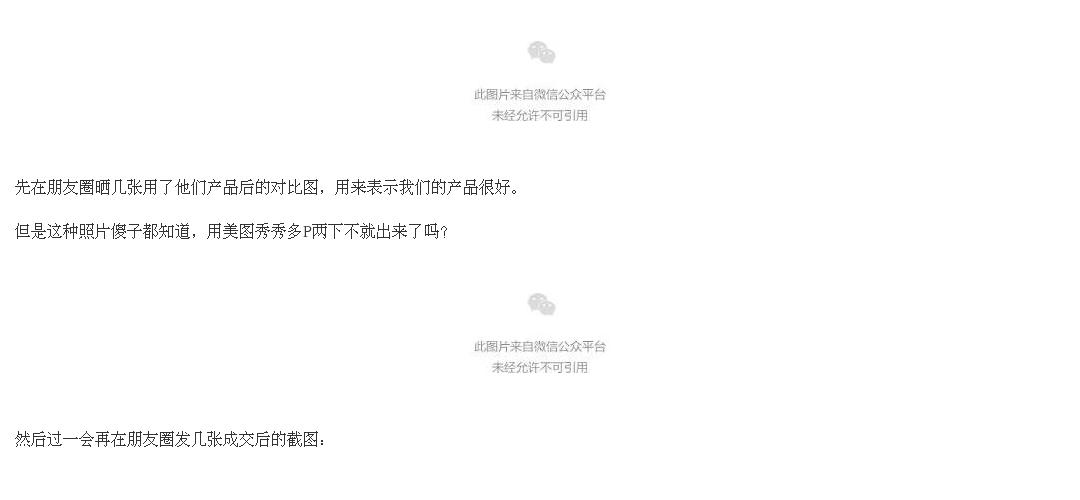 此图片来自微信公众平台
未经允许不可引用
先在朋友圈晒几张用了他们产品后的对比图，用来表示我们的产品很好。
但是这种照片傻子都知道，用美图秀秀多P两下不就出来了吗？
此图片来自微信公众平台
未经允许不可引用
然后过一会再在朋友圈发几张成交后的截图：